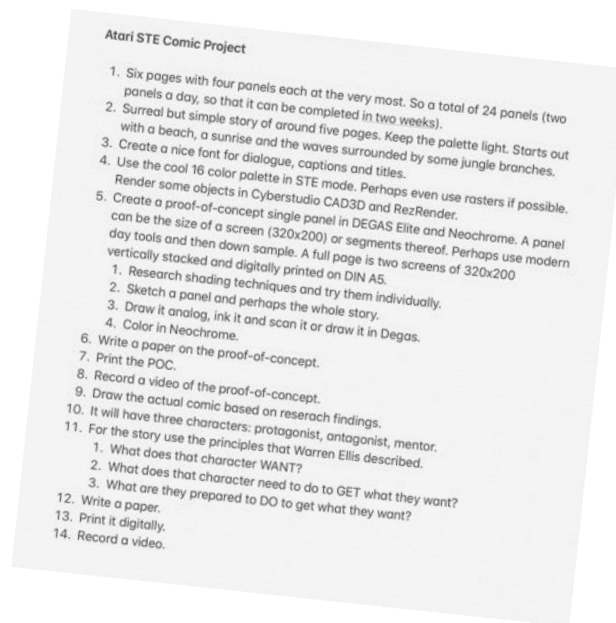 Atari STE Comic Project
1. Six pages with four panels each at the very most. So a total of 24 panels (two
panels a day, so that it can be completed in two weeks).
2. Surreal but simple story of around five pages. Keep the palette light. Starts out
with a beach, a sunrise and the waves surrounded by some jungle branches.
3. Create a nice font for dialogue, captions and titles.
4. Use the cool 16 color palette in STE mode. Perhaps even use rasters if possible.
Render some objects in Cyberstudio CAD3D and RezRender.
5. Create a proof-of-concept single panel in DEGAS Elite and Neochrome. A panel
can be the size of a screen (320x200) or segments thereof. Perhaps use modern
day tools and then down sample. A full page is two screens of 320x200
vertically stacked and digitally printed on DIN A5.
1. Research shading techniques and try them individually.
2. Sketch a panel and perhaps the whole story.
3. Draw it analog, ink it and scan it or draw it in Degas.
4. Color in Neochrome.
6. Write a paper on the proof-of-concept.
7. Print the POC.
8. Record a video of the proof-of-concept.
9. Draw the actual comic based on reserach findings.
10. It will have three characters: protagonist, antagonist, mentor.
11. For the story use the principles that Warren Ellis described.
1. What does that character WANT?
2. What does that character need to do to GET what they want?
3. What are they prepared to DO to get what they want?
12. Write a paper.
13. Print it digitally.
14. Record a video.